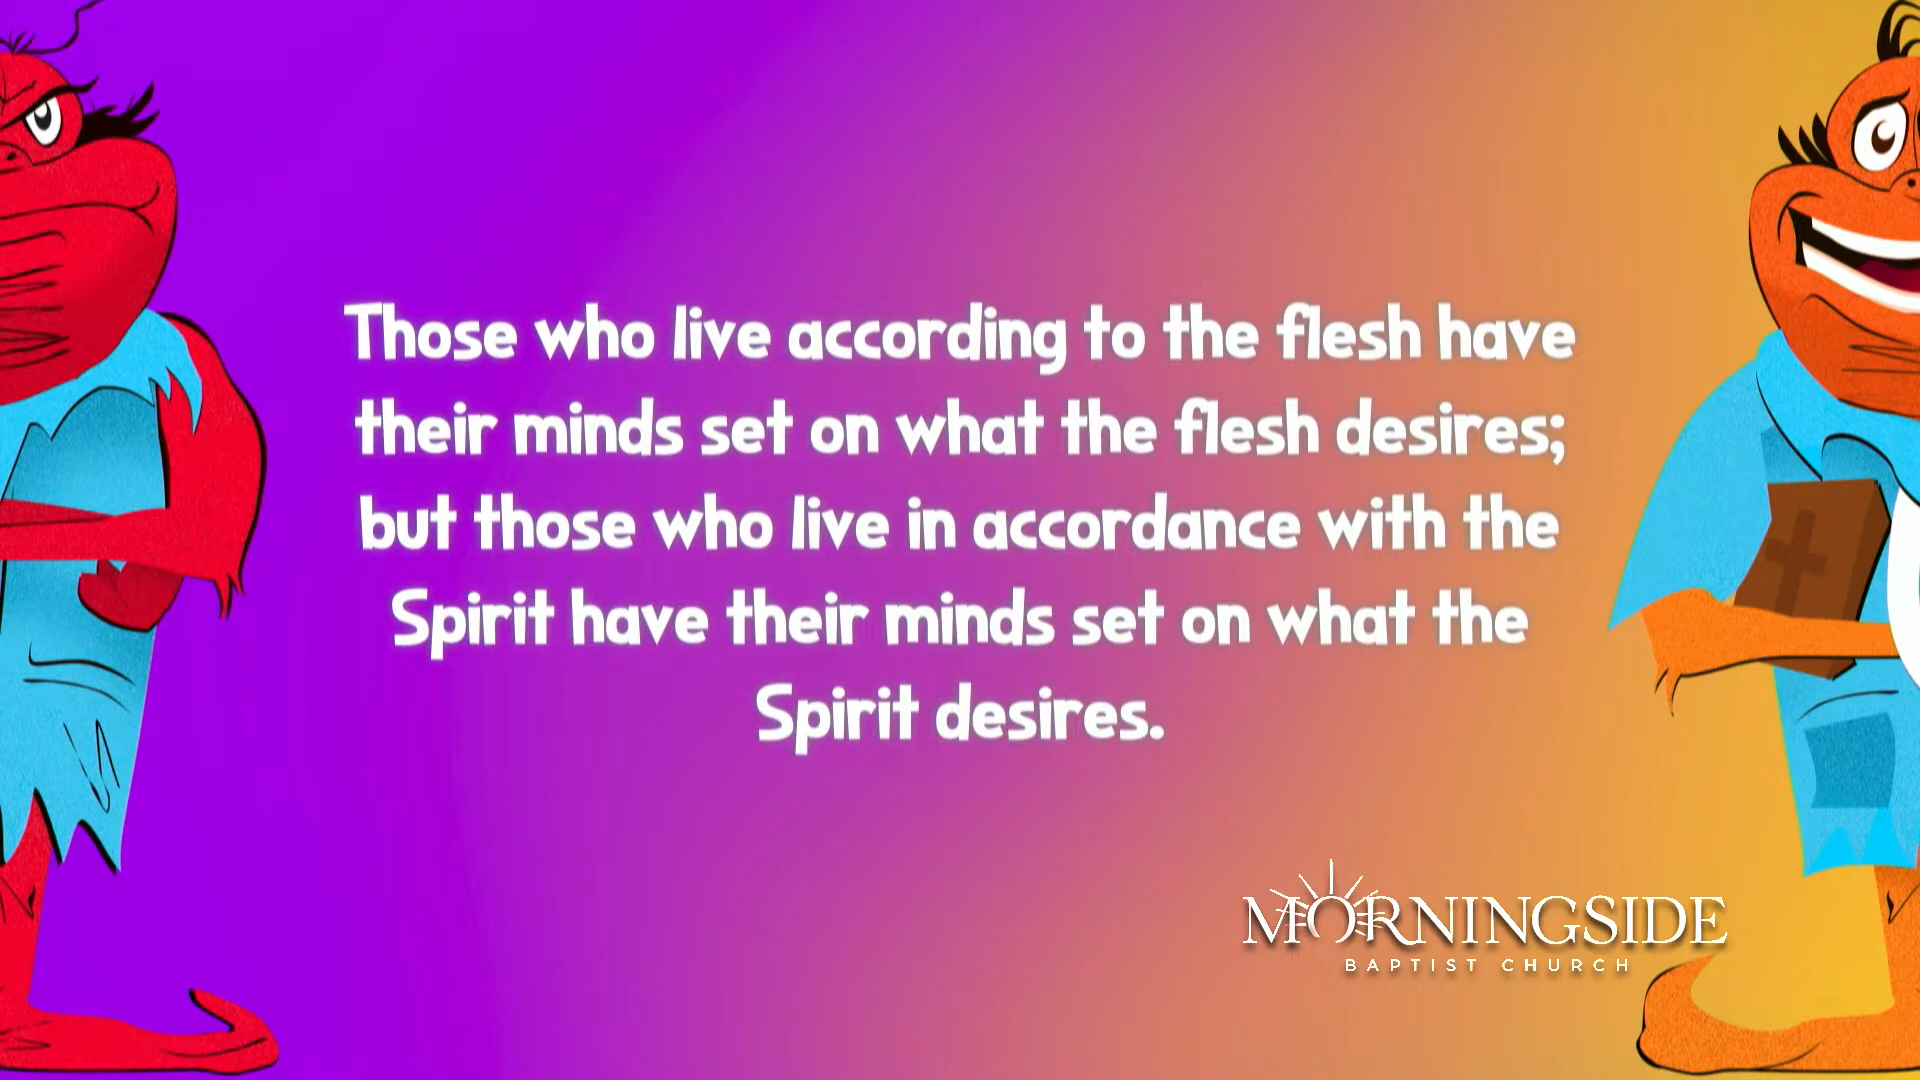 Those who live according to the flesh have
their minds set on what the flesh desires;
but those who live in accordance with the
Spirit have their minds set on what the
Spirit desires.
MORNINGSIDE
BAPTIST CHURCH